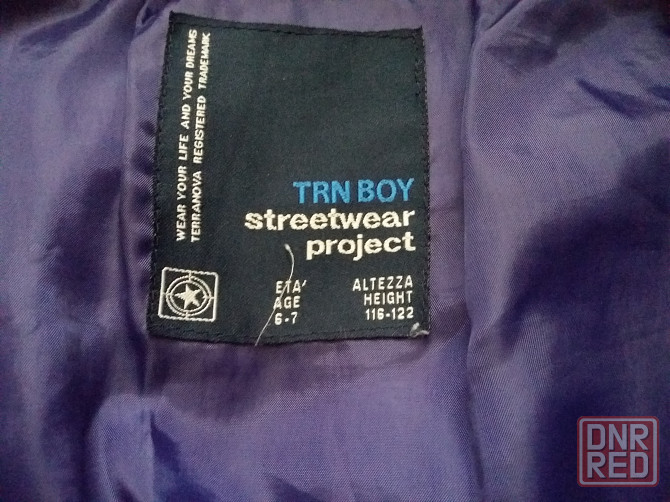 WEAR YOUR LIFE AND YOUR DREAMS
TERRANOVA REGISTERED TRADEMARK
TRN BOY
streetwear
project
ETA'
AGE
6-7
ALTEZZA
HEIGHT
116-122
DNR
RED